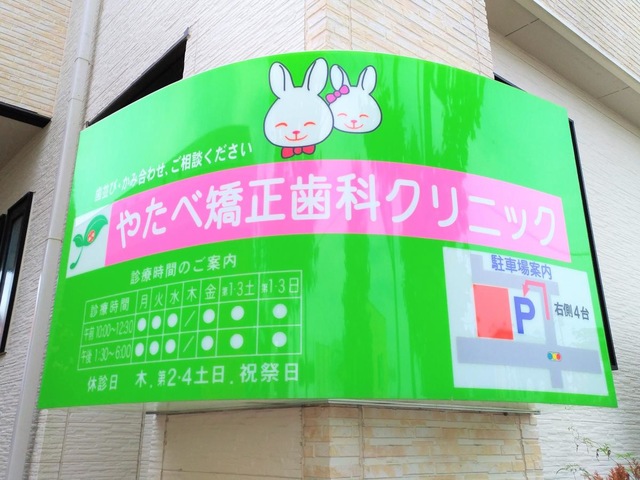 歯並び・かみ合わせ、ご相談ください
やたべ矯正歯科クリニック
診療時間のご案内
診療時間 月 火 水 木 金 第1・3土 第1・3日
午前 10:00〜12:30 ● ● ● / ● ● ●
午後 1:30〜6:00 ● ● ● / ● ● ●
休診日 木、第2・4土日、祝祭日
駐車場案内
P 右側4台